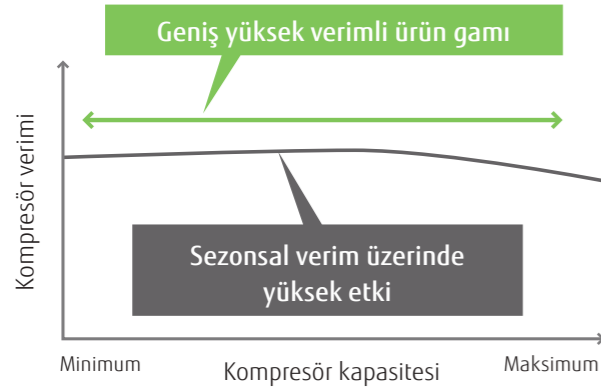 Geniş yüksek verimli ürün gamı
Kompresör verimi
Sezonsal verim üzerinde
yüksek etki
Minimum
Kompresör kapasitesi
Maksimum